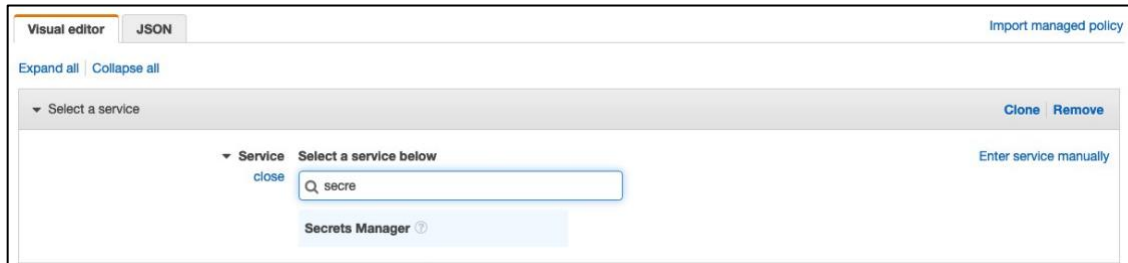 Visual editor JSON Import managed policy
Expand all Collapse all
Select a service Clone Remove
Service Select a service below Enter service manually
close secre
Secrets Manager ?